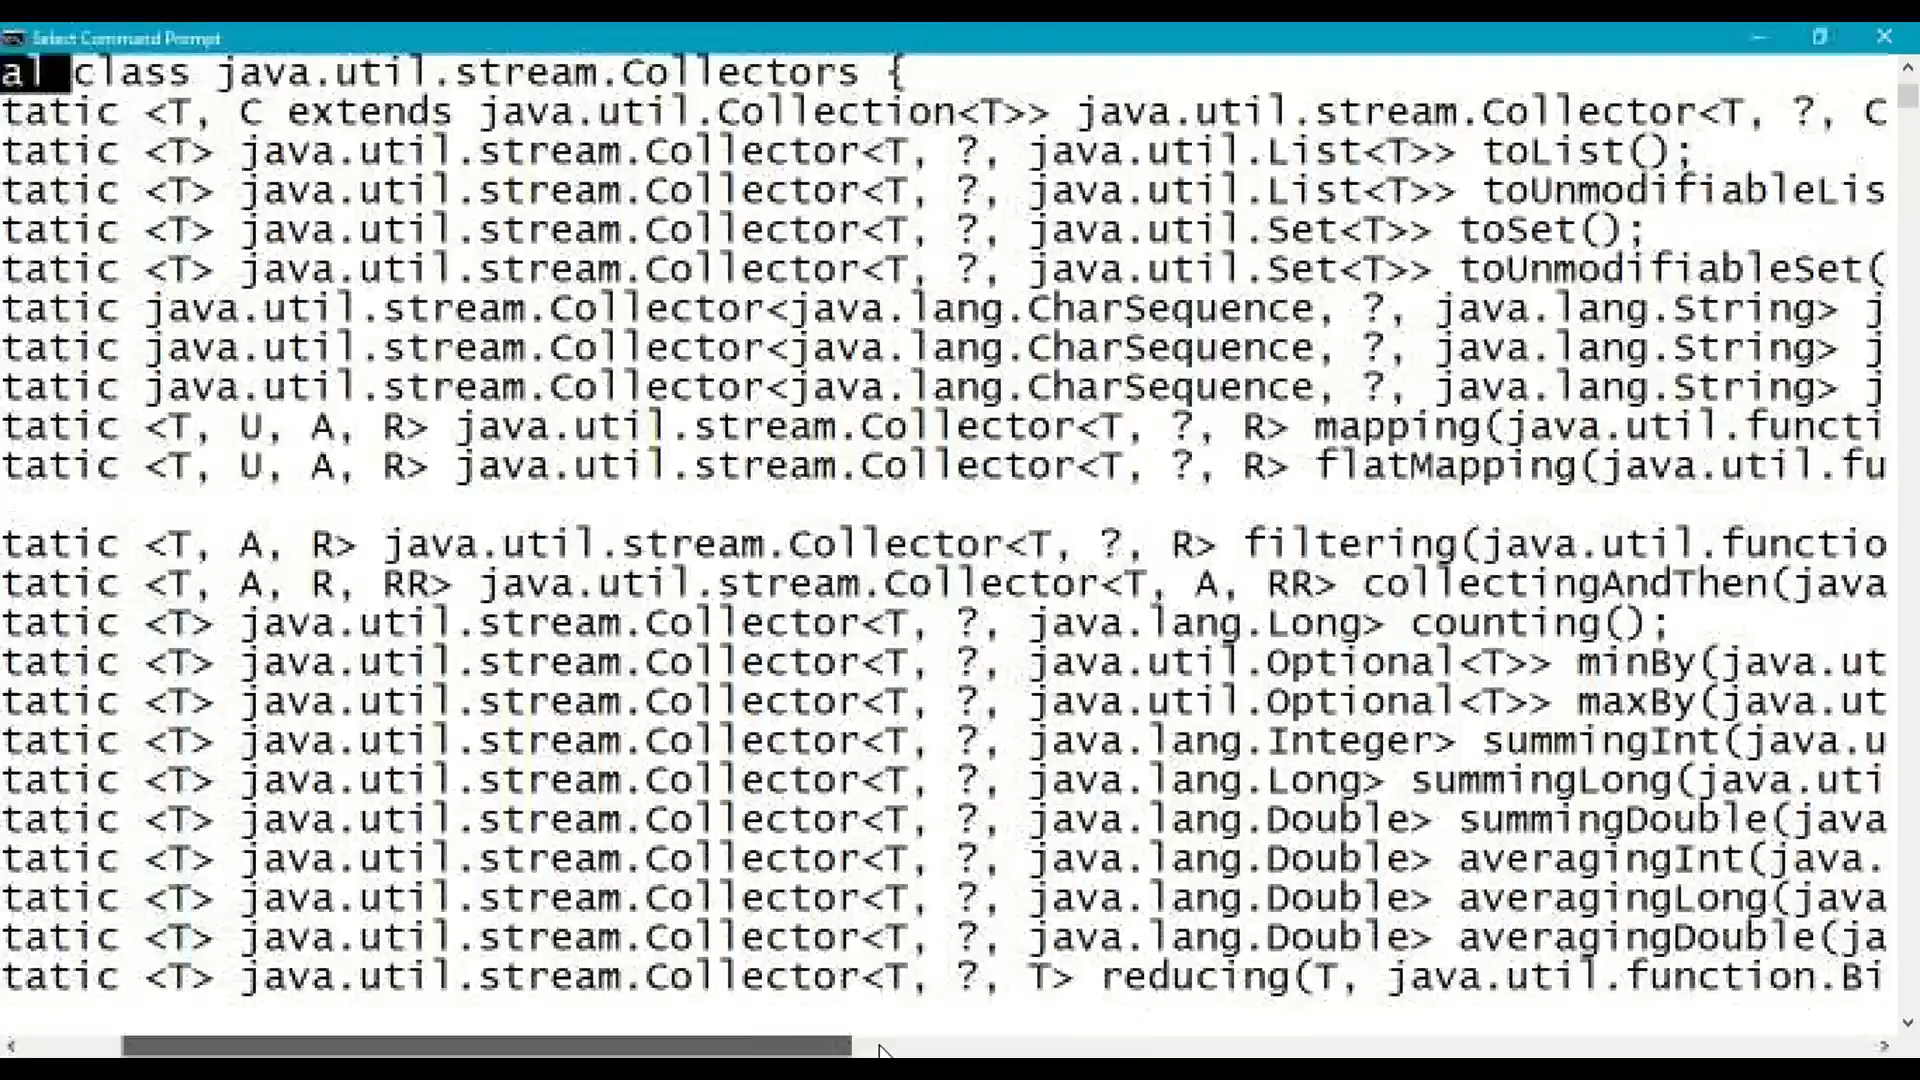 Select Command Prompt
al class java.util.stream.Collectors {
tatic <T, C extends java.util.Collection<T>> java.util.stream.Collector<T, ?, C
tatic <T> java.util.stream.Collector<T, ?, java.util.List<T>> toList();
tatic <T> java.util.stream.Collector<T, ?, java.util.List<T>> toUnmodifiableLis
tatic <T> java.util.stream.Collector<T, ?, java.util.Set<T>> toSet();
tatic <T> java.util.stream.Collector<T, ?, java.util.Set<T>> toUnmodifiableSet(
tatic java.util.stream.Collector<java.lang.CharSequence, ?, java.lang.String> j
tatic java.util.stream.Collector<java.lang.CharSequence, ?, java.lang.String> j
tatic java.util.stream.Collector<java.lang.CharSequence, ?, java.lang.String> j
tatic <T, U, A, R> java.util.stream.Collector<T, ?, R> mapping(java.util.functi
tatic <T, U, A, R> java.util.stream.Collector<T, ?, R> flatMapping(java.util.fu
tatic <T, A, R> java.util.stream.Collector<T, ?, R> filtering(java.util.functio
tatic <T, A, R, RR> java.util.stream.Collector<T, A, RR> collectingAndThen(java
tatic <T> java.util.stream.Collector<T, ?, java.lang.Long> counting();
tatic <T> java.util.stream.Collector<T, ?, java.util.Optional<T>> minBy(java.ut
tatic <T> java.util.stream.Collector<T, ?, java.util.Optional<T>> maxBy(java.ut
tatic <T> java.util.stream.Collector<T, ?, java.lang.Integer> summingInt(java.u
tatic <T> java.util.stream.Collector<T, ?, java.lang.Long> summingLong(java.uti
tatic <T> java.util.stream.Collector<T, ?, java.lang.Double> summingDouble(java
tatic <T> java.util.stream.Collector<T, ?, java.lang.Double> averagingInt(java.
tatic <T> java.util.stream.Collector<T, ?, java.lang.Double> averagingLong(java
tatic <T> java.util.stream.Collector<T, ?, java.lang.Double> averagingDouble(ja
tatic <T> java.util.stream.Collector<T, ?, T> reducing(T, java.util.function.Bi